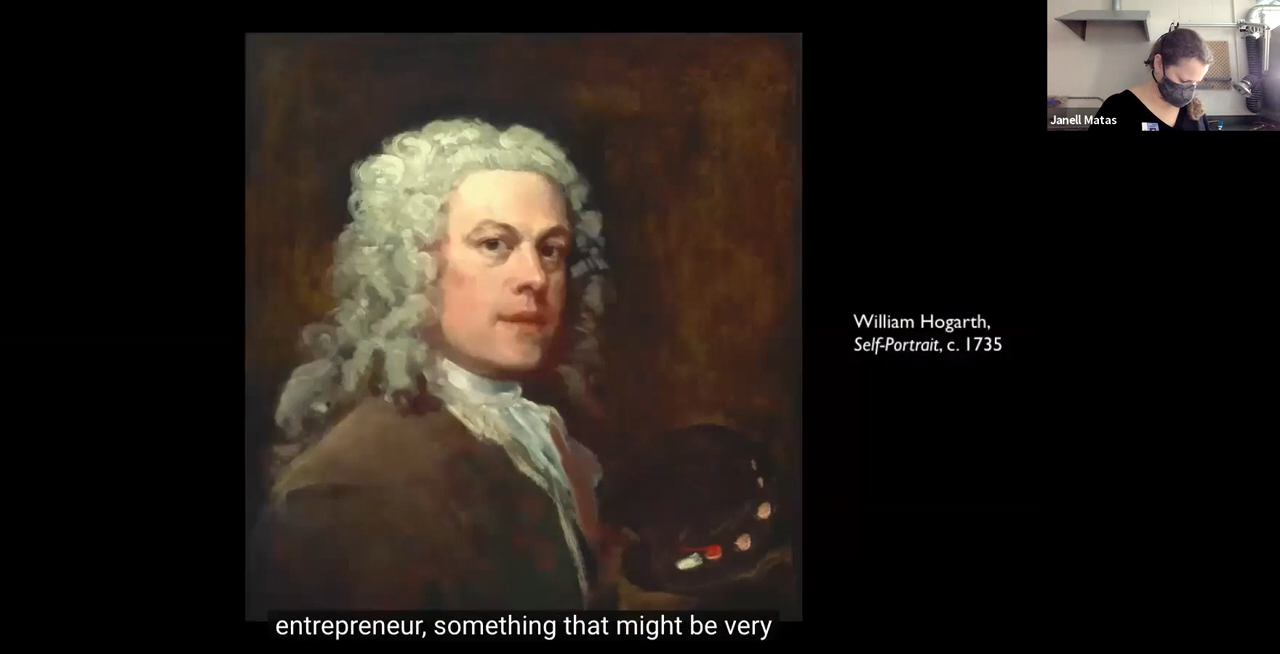 Janell Matas
William Hogarth,
Self-Portrait, c. 1735
entrepreneur, something that might be very